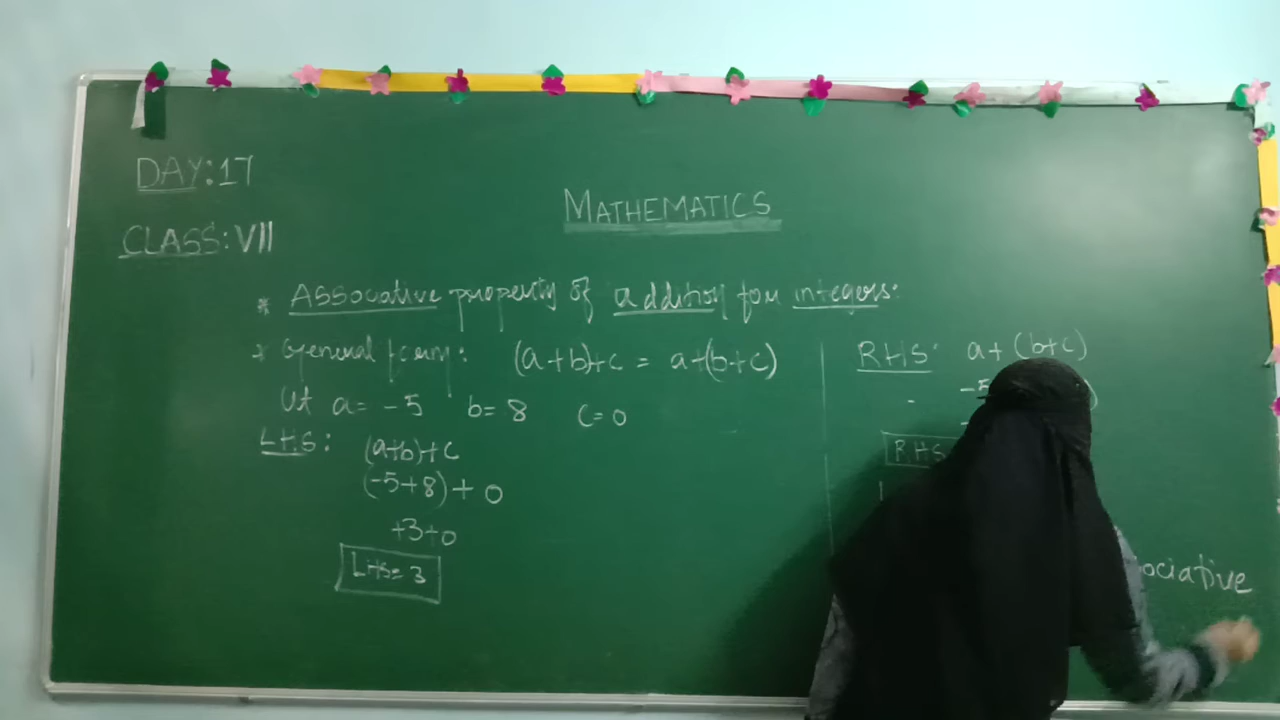 DAY: 17
MATHEMATICS
CLASS: VII
* Associative property of addition for integers:
* General form: (a+b)+c = a+(b+c)
Let a = -5 b = 8 c = 0
LHS: (a+b)+c
(-5+8)+0
+3+0
LHS= 3
RHS: a+(b+c)
-5
RHS
ociative